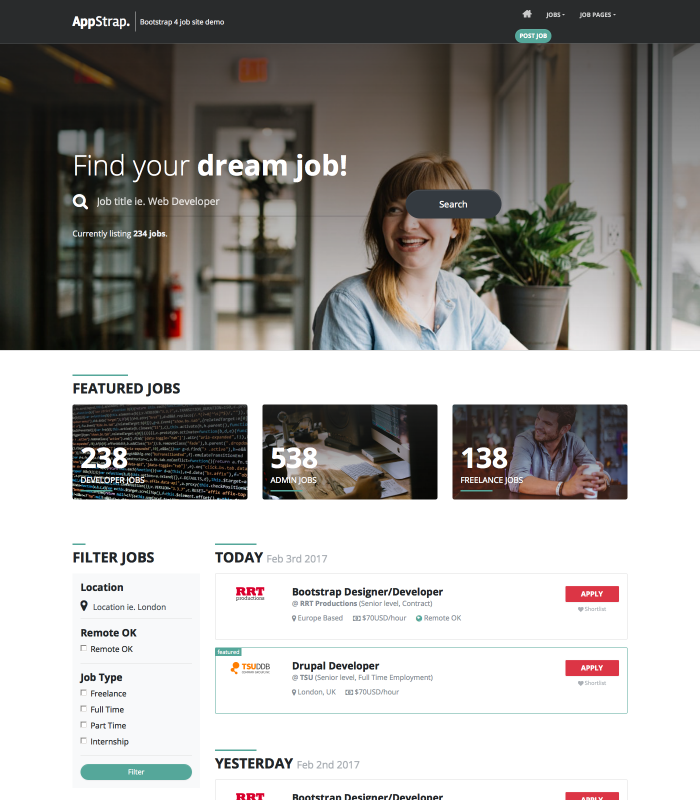 AppStrap.
Bootstrap 4 job site demo
JOBS
JOB PAGES
POST JOB
EXIT
Find your dream job!
Job title ie. Web Developer
Search
Currently listing 234 jobs.
FEATURED JOBS
238
DEVELOPER JOBS
538
ADMIN JOBS
138
FREELANCE JOBS
FILTER JOBS
Location
Location ie. London
Remote OK
Remote OK
Job Type
Freelance
Full Time
Part Time
Internship
Filter
TODAY Feb 3rd 2017
RRT
productions
Bootstrap Designer/Developer
@ RRT Productions (Senior level, Contract)
Europe Based $70USD/hour Remote OK
APPLY
Shortlist
featured
TSUDDB
Drupal Developer
@ TSU (Senior level, Full Time Employment)
London, UK $70USD/hour
APPLY
Shortlist
YESTERDAY Feb 2nd 2017
RRT
Bootstrap Designer/Developer
APPLY